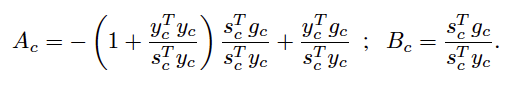 $$A_c = -\left(1 + \frac{y_c^T y_c}{s_c^T y_c}\right) \frac{s_c^T g_c}{s_c^T y_c} + \frac{y_c^T g_c}{s_c^T y_c} \; ; \; B_c = \frac{s_c^T g_c}{s_c^T y_c}.$$